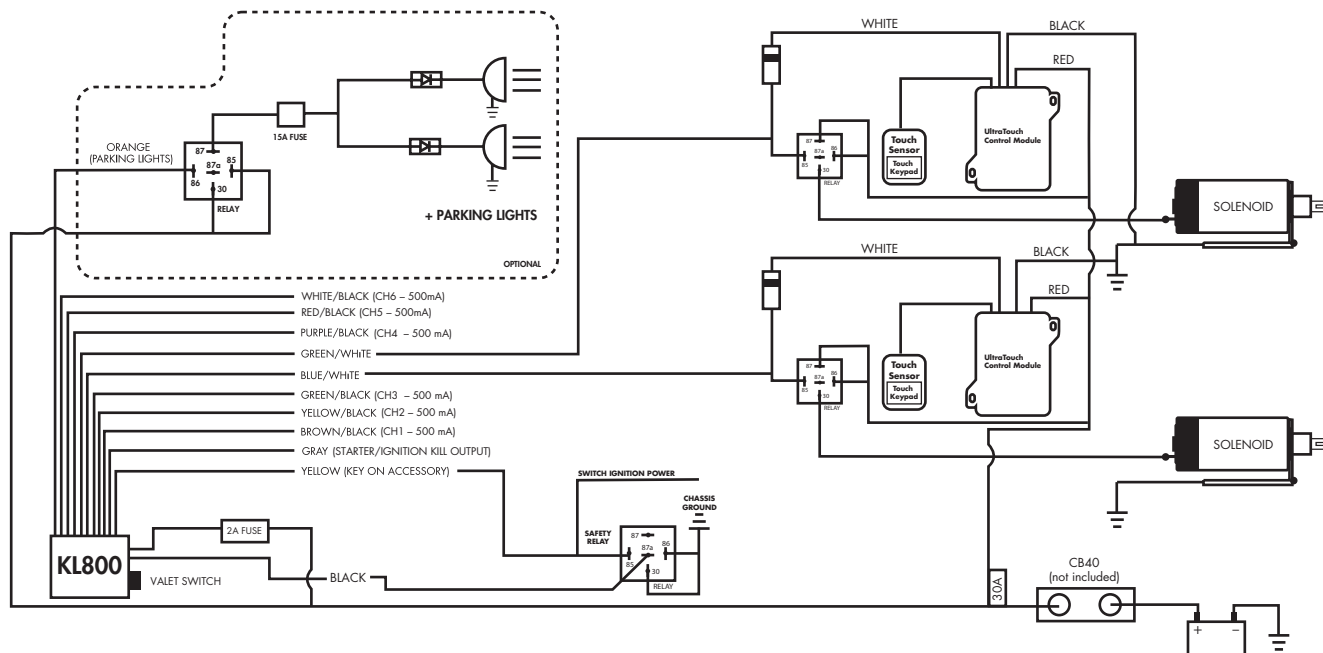 WHITE
BLACK
RED
ORANGE
(PARKING LIGHTS)
87
87a
85
86
30
RELAY
15A FUSE
+ PARKING LIGHTS
OPTIONAL
87
87a
86
85
30
RELAY
Touch
Sensor
Touch
Keypad
UltraTouch
Control Module
SOLENOID
WHITE
BLACK
RED
87
87a
86
85
30
RELAY
Touch
Sensor
Touch
Keypad
UltraTouch
Control Module
SOLENOID
WHITE/BLACK (CH6 – 500mA)
RED/BLACK (CH5 – 500mA)
PURPLE/BLACK (CH4 – 500 mA)
GREEN/WHITE
BLUE/WHITE
GREEN/BLACK (CH3 – 500 mA)
YELLOW/BLACK (CH2 – 500 mA)
BROWN/BLACK (CH1 – 500 mA)
GRAY (STARTER/IGNITION KILL OUTPUT)
YELLOW (KEY ON ACCESSORY)
SWITCH IGNITION POWER
CHASSIS
GROUND
SAFETY
RELAY
87
87a
86
85
30
RELAY
2A FUSE
KL800
VALET SWITCH
BLACK
30A
CB40
(not included)
+ –